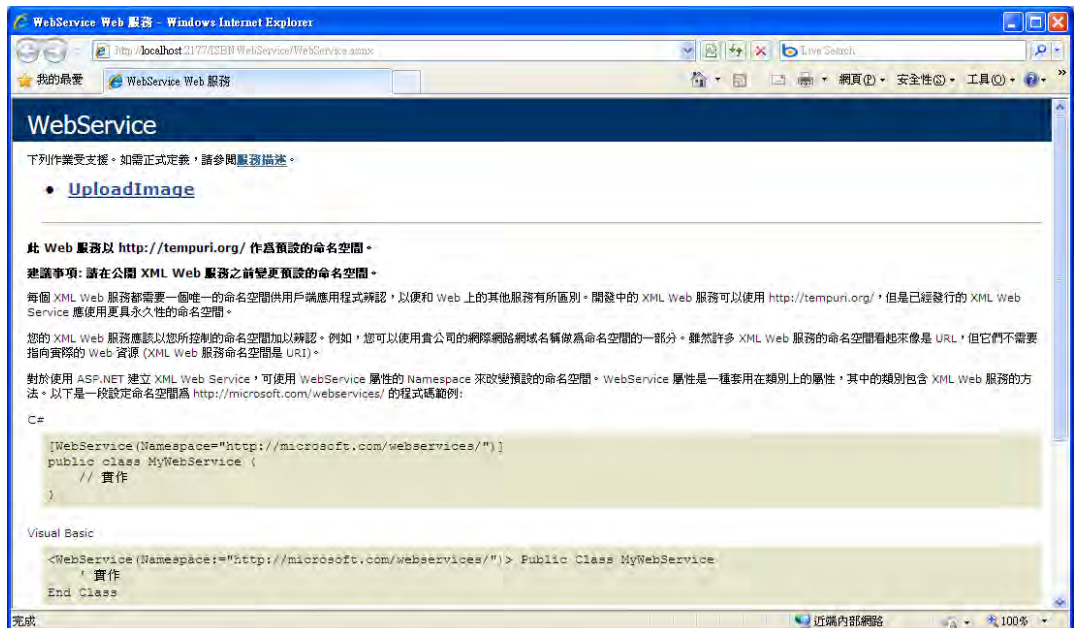 WebService Web 服務 - Windows Internet Explorer
http://localhost:2177/ISBN WebService/WebService.asmx
Live Search
我的最愛
WebService Web 服務
網頁(P)
安全性(S)
工具(O)
»
WebService
下列作業受支援。如需正式定義，請參閱服務描述。
• UploadImage
此 Web 服務以 http://tempuri.org/ 作為預設的命名空間。
建議事項: 請在公開 XML Web 服務之前變更預設的命名空間。
每個 XML Web 服務都需要一個唯一的命名空間供用戶端應用程式辨認，以便和 Web 上的其他服務有所區別。開發中的 XML Web 服務可以使用 http://tempuri.org/，但是已經發行的 XML Web
Service 應使用更具永久性的命名空間。
您的 XML Web 服務應該以您所控制的命名空間加以辨認。例如，您可以使用貴公司的網際網路網域名稱做為命名空間的一部分。雖然許多 XML Web 服務的命名空間看起來像是 URL，但它們不需要
指向實際的 Web 資源 (XML Web 服務命名空間是 URI)。
對於使用 ASP.NET 建立 XML Web Service，可使用 WebService 屬性的 Namespace 來改變預設的命名空間。WebService 屬性是一種套用在類別上的屬性，其中的類別包含 XML Web 服務的方
法。以下是一段設定命名空間為 http://microsoft.com/webservices/ 的程式碼範例:
C#
[WebService(Namespace="http://microsoft.com/webservices/")]
public class MyWebService {
// 實作
}
Visual Basic
<WebService(Namespace:="http://microsoft.com/webservices/")> Public Class MyWebService
' 實作
End Class
完成
近端內部網路
100%